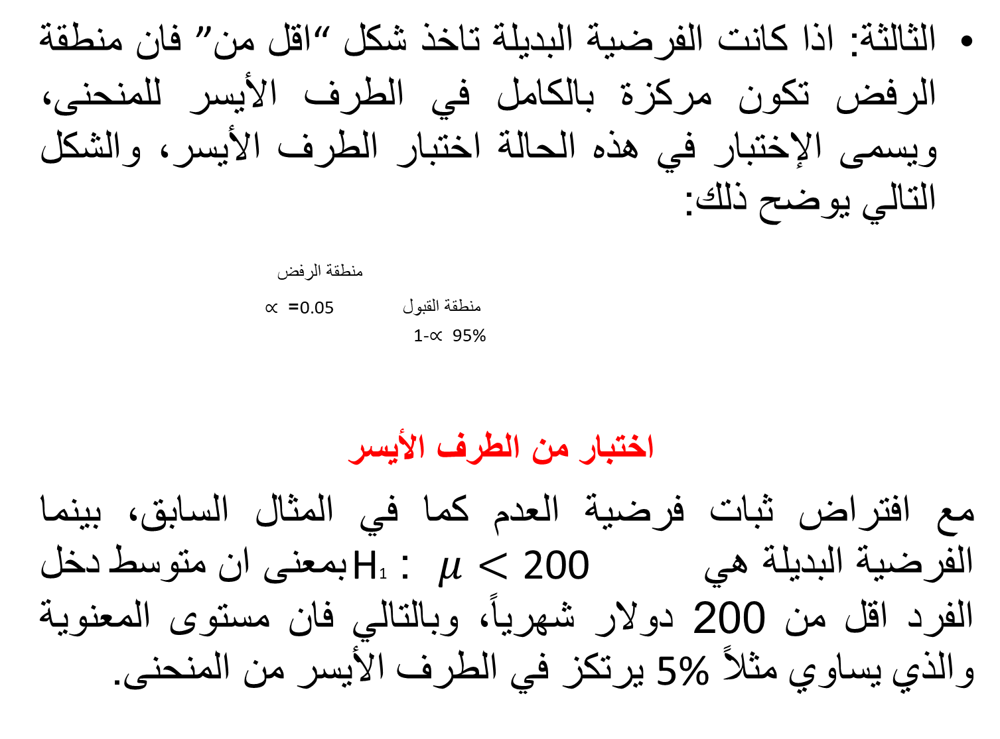 • الثالثة: اذا كانت الفرضية البديلة تاخذ شكل “اقل من” فان منطقة
الرفض تكون مركزة بالكامل في الطرف الأيسر للمنحنى،
ويسمى الإختبار في هذه الحالة اختبار الطرف الأيسر، والشكل
التالي يوضح ذلك:
منطقة الرفض
∝ =0.05
منطقة القبول
1-∝ 95%
اختبار من الطرف الأيسر
مع افتراض ثبات فرضية العدم كما في المثال السابق، بينما
الفرضية البديلة هي H₁ : μ < 200 بمعنى ان متوسط دخل
الفرد اقل من 200 دولار شهرياً، وبالتالي فان مستوى المعنوية
والذي يساوي مثلاً 5% يرتكز في الطرف الأيسر من المنحنى.